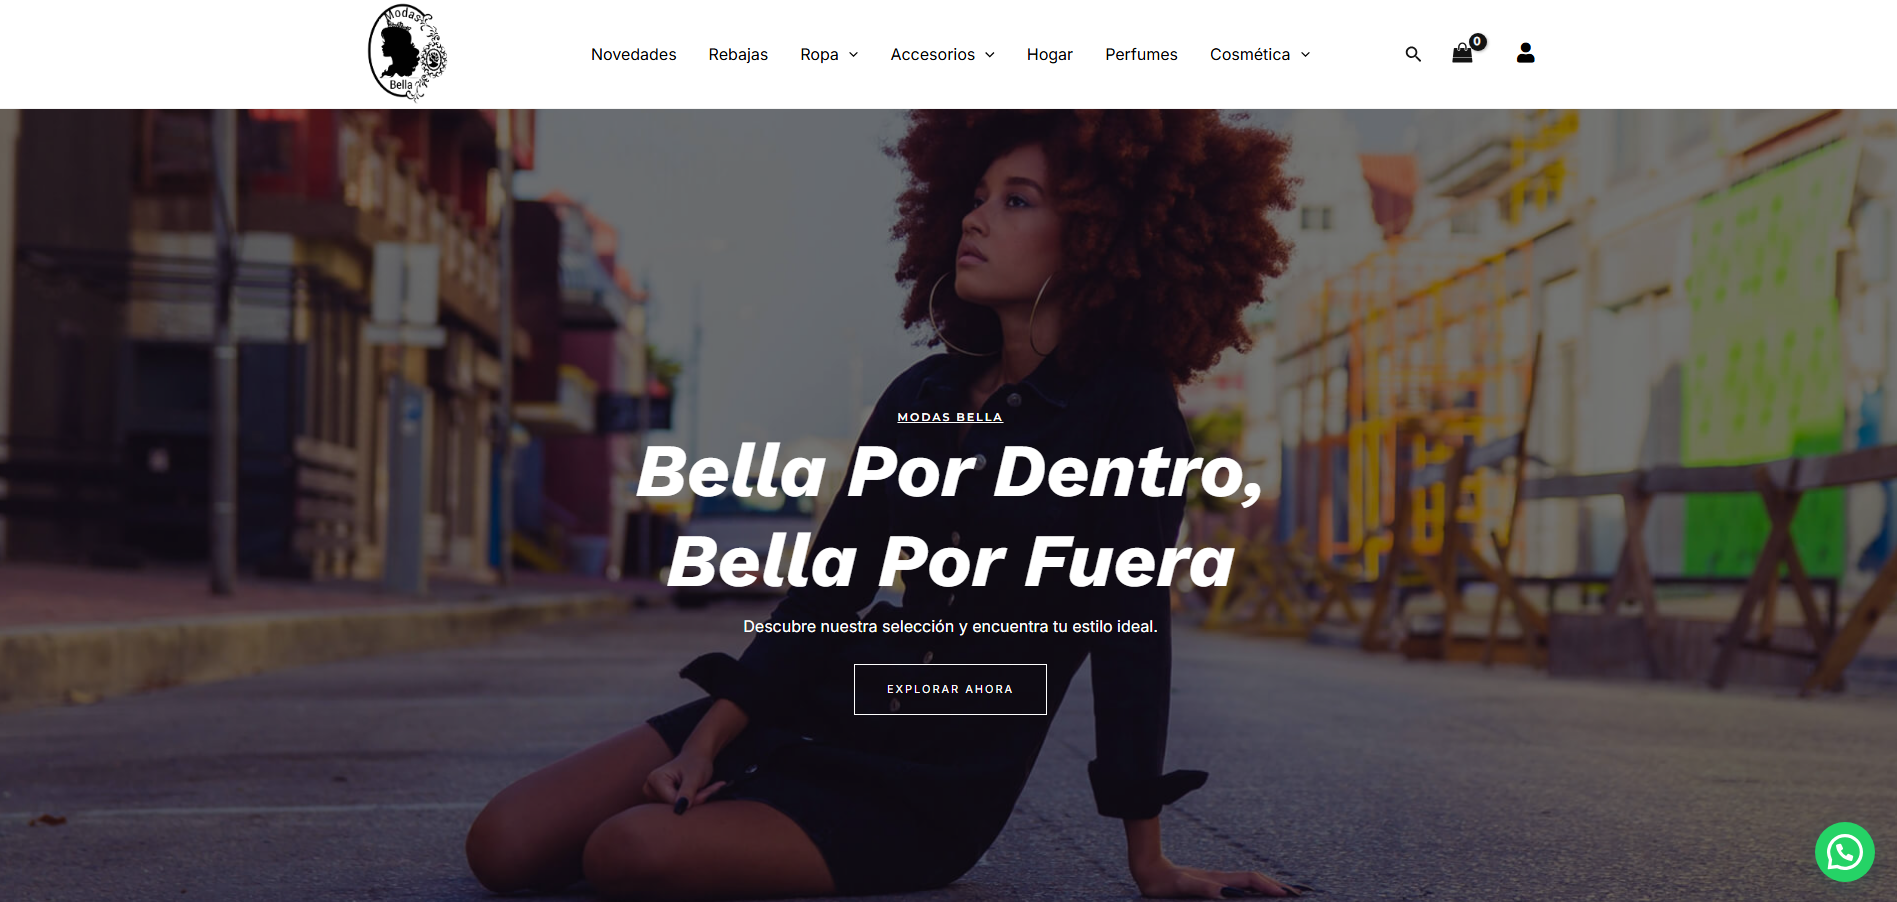 Modas
Bella
Novedades
Rebajas
Ropa
Accesorios
Hogar
Perfumes
Cosmética
0
MODAS BELLA
Bella Por Dentro,
Bella Por Fuera
Descubre nuestra selección y encuentra tu estilo ideal.
EXPLORAR AHORA